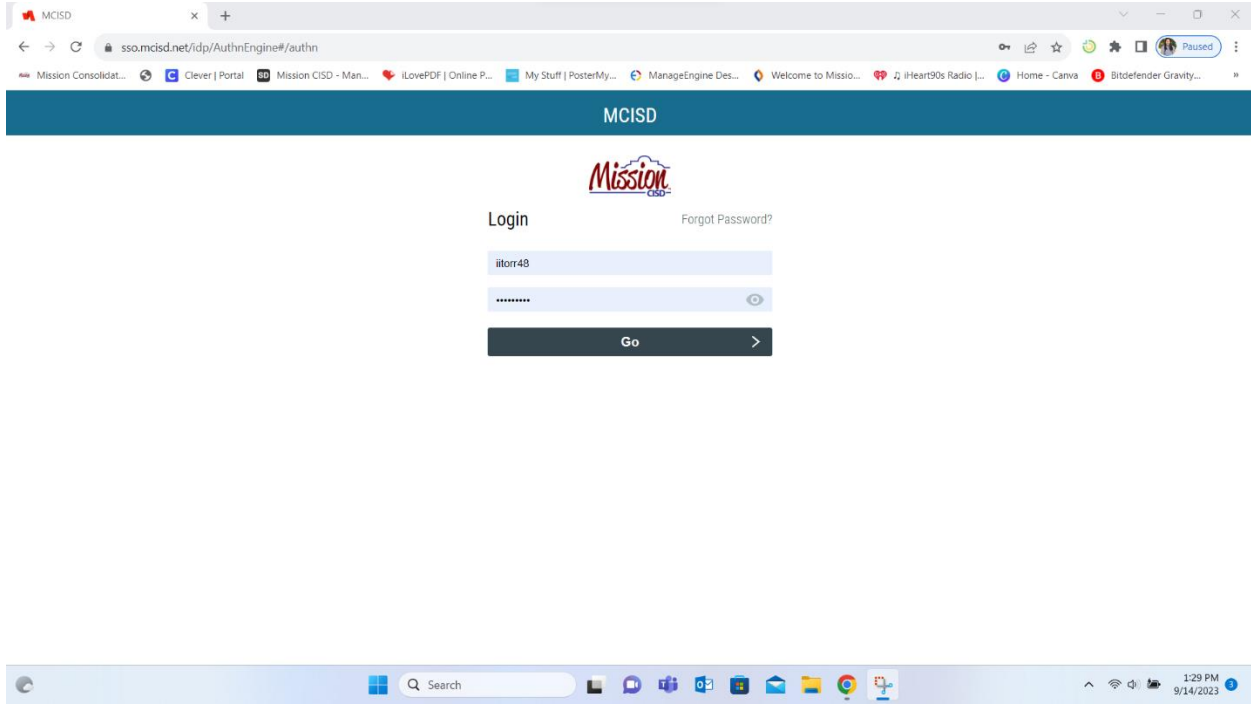 MCISD
sso.mcisd.net/idp/AuthnEngine#/authn
Paused
Mission Consolidat... C Clever | Portal SD Mission CISD - Man... iLovePDF | Online P... My Stuff | PosterMy... ManageEngine Des... Welcome to Missio... iHeart90s Radio |... Home - Canva B Bitdefender Gravity... »
MCISD
Mission
CISD
Login Forgot Password?
iitorr48
•••••••••
Go
Search
1:29 PM
9/14/2023
3